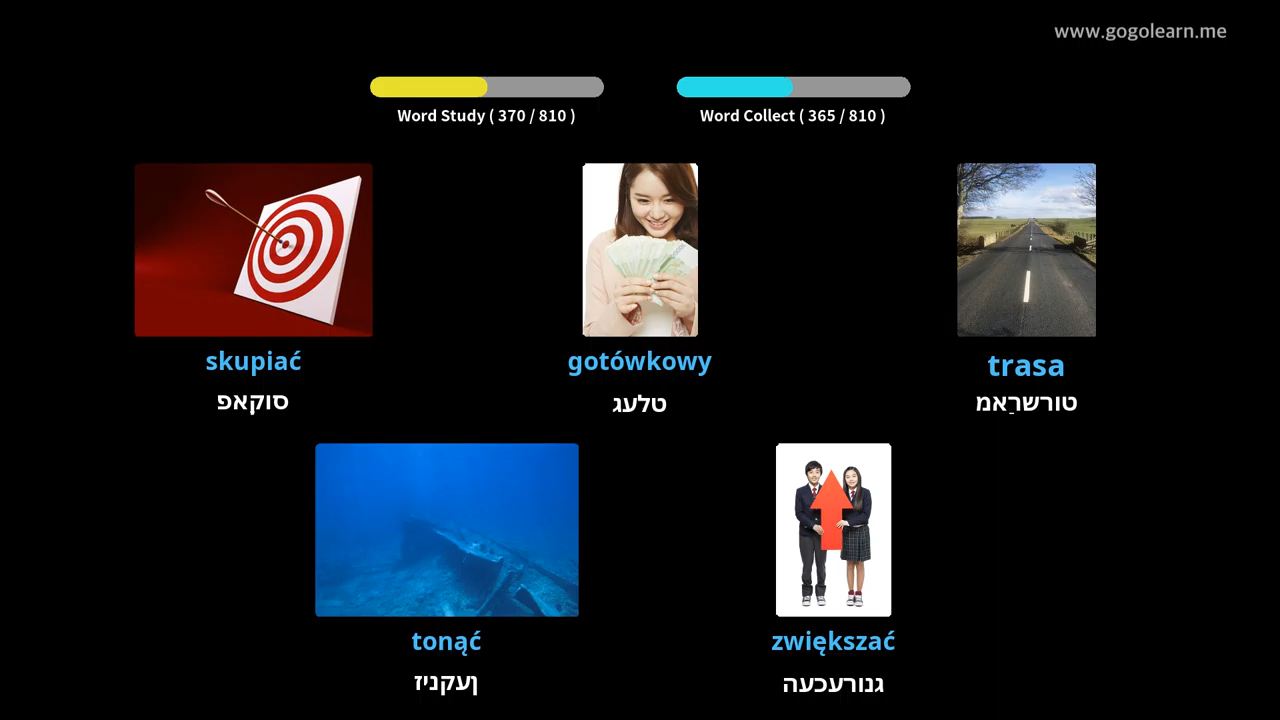 www.gogolearn.me
Word Study ( 370 / 810 )
Word Collect ( 365 / 810 )
skupiać
סוקאפ
gotówkowy
טלעג
trasa
טורשרַאמ
tonąć
ןעקניז
zwiększać
גנורעכעה